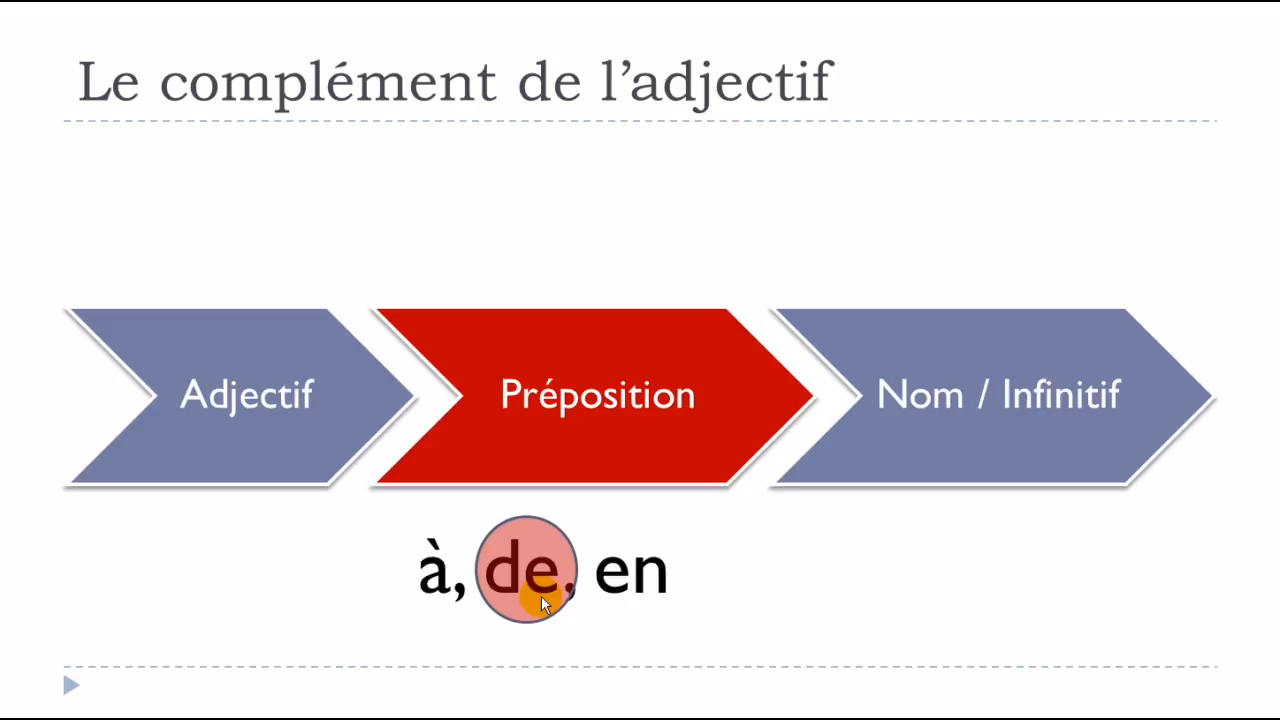 Le complément de l’adjectif
Adjectif
Préposition
Nom / Infinitif
à, de, en